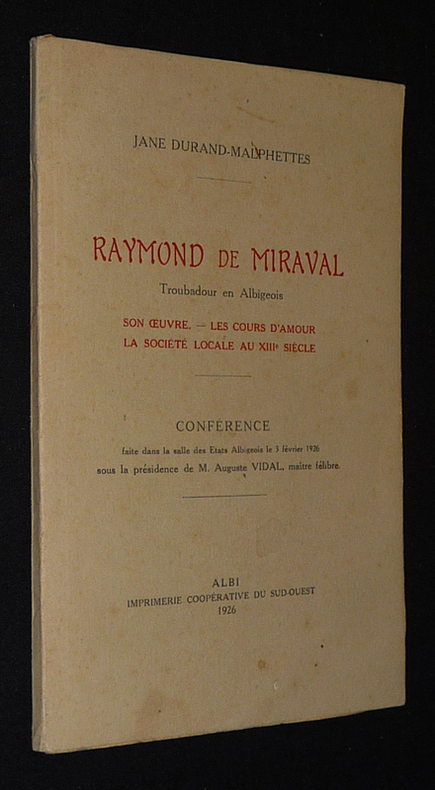 JANE DURAND-MALPHETTES
RAYMOND DE MIRAVAL
Troubadour en Albigeois
SON ŒUVRE. — LES COURS D'AMOUR
LA SOCIÉTÉ LOCALE AU XIIIe SIÈCLE
CONFÉRENCE
faite dans la salle des Etats Albigeois le 3 février 1926
sous la présidence de M. Auguste VIDAL, maître félibre.
ALBI
IMPRIMERIE COOPÉRATIVE DU SUD-OUEST
1926